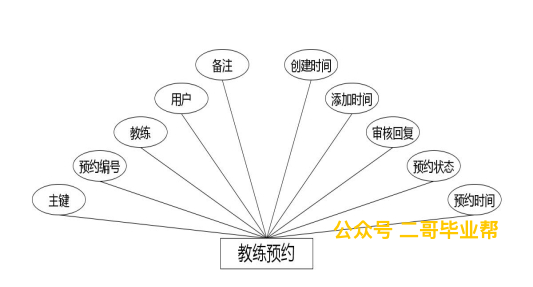 备注
创建时间
用户
添加时间
教练
审核回复
预约编号
预约状态
主键
预约时间
公众号 二哥毕业帮
教练预约